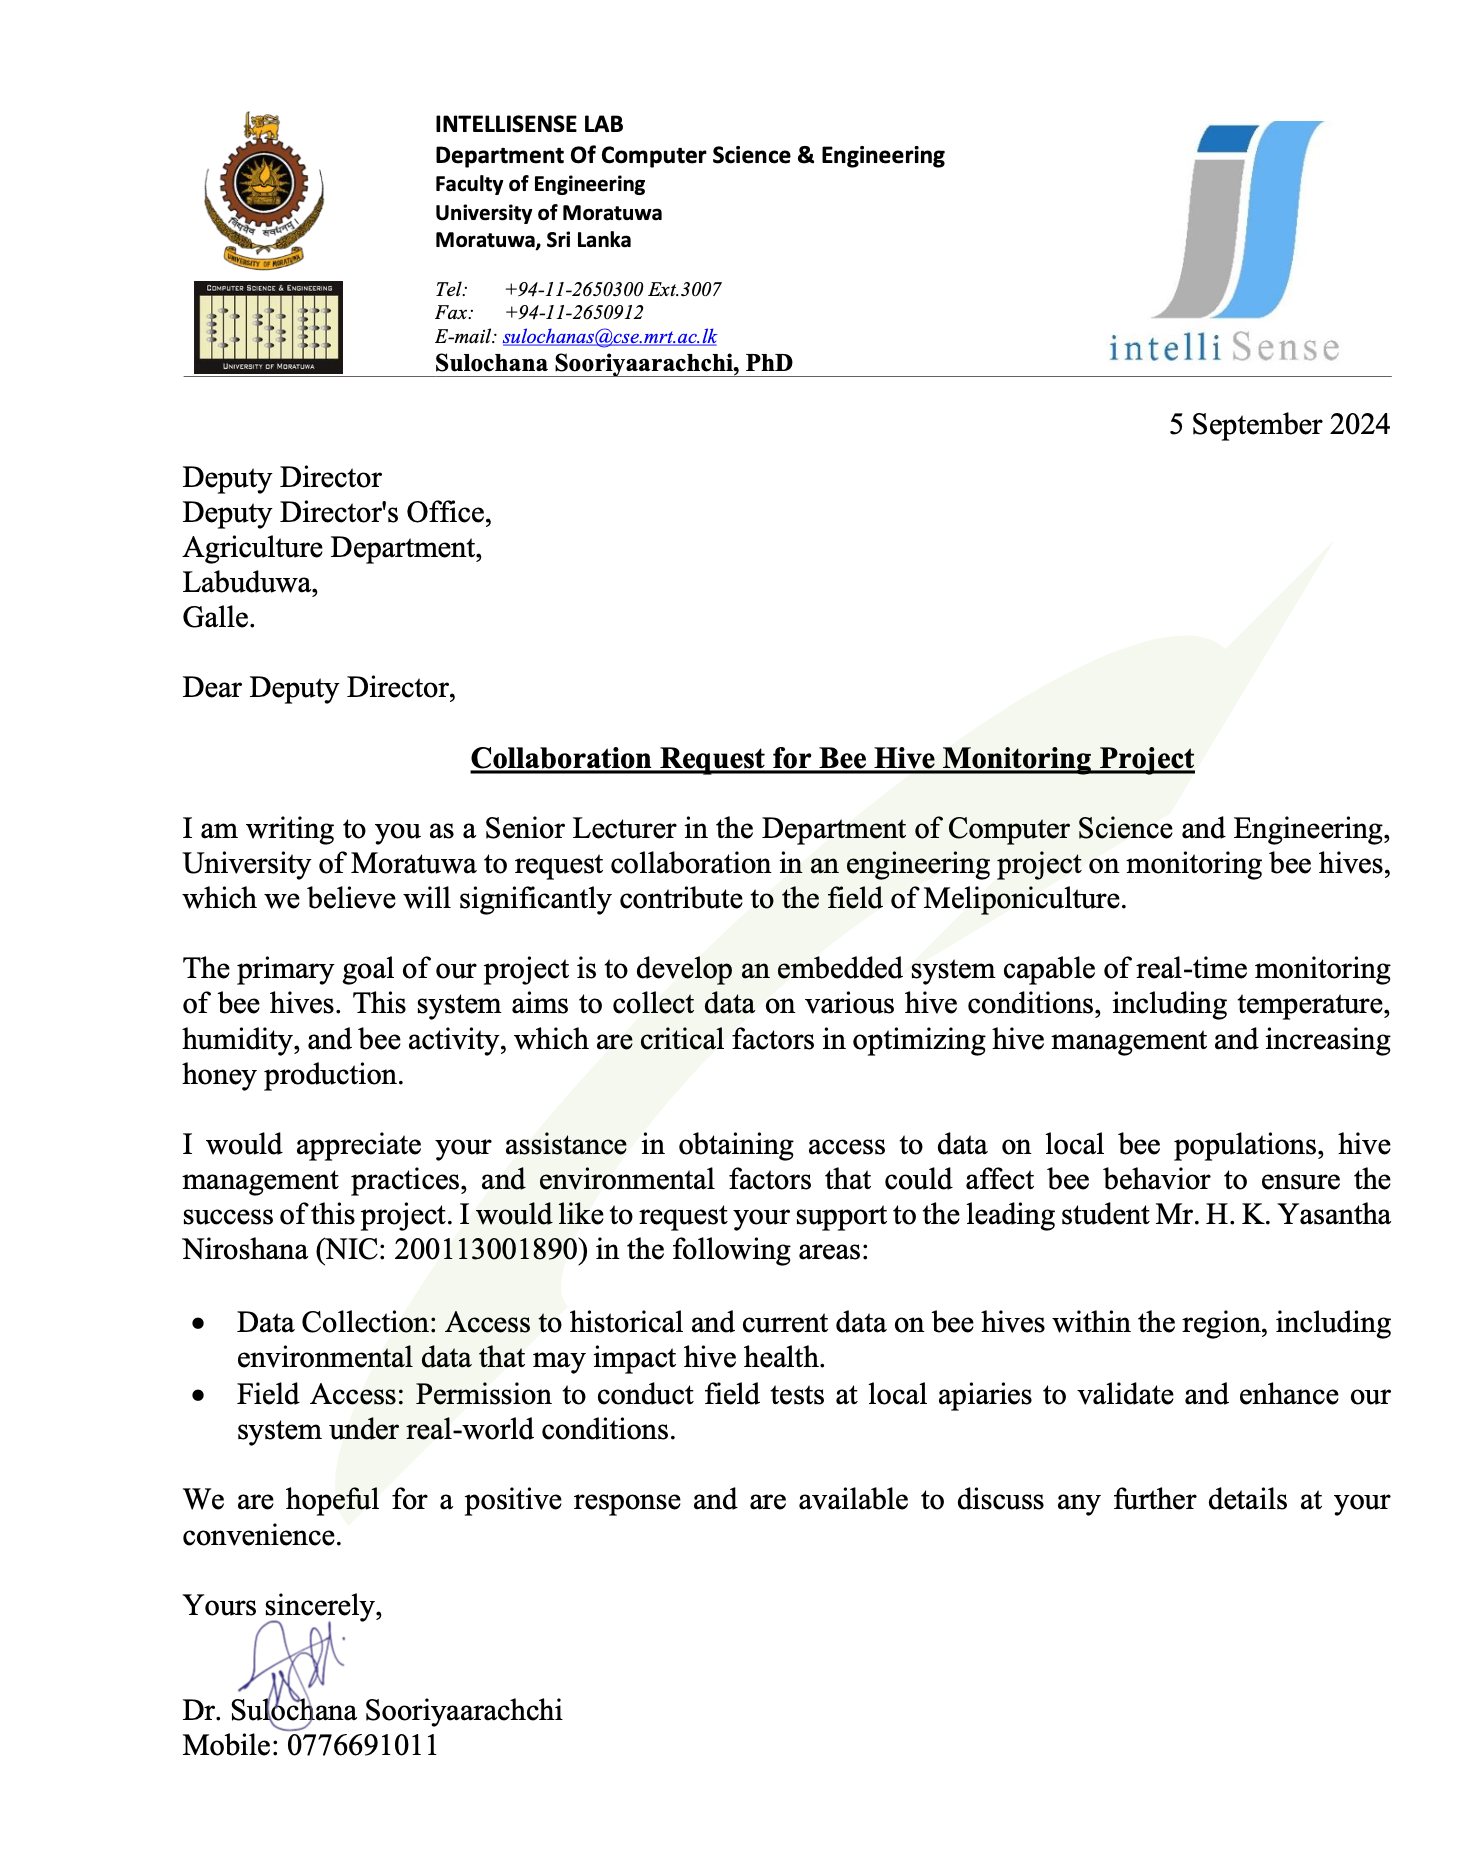 INTELLISENSE LAB
Department Of Computer Science & Engineering
Faculty of Engineering
University of Moratuwa
Moratuwa, Sri Lanka
Tel: +94-11-2650300 Ext.3007
Fax: +94-11-2650912
E-mail: sulochanas@cse.mrt.ac.lk
Sulochana Sooriyaarachchi, PhD
UNIVERSITY OF MORATUWA
COMPUTER SCIENCE & ENGINEERING
CSE
UNIVERSITY OF MORATUWA
intelliSense
5 September 2024
Deputy Director
Deputy Director's Office,
Agriculture Department,
Labuduwa,
Galle.
Dear Deputy Director,
Collaboration Request for Bee Hive Monitoring Project
I am writing to you as a Senior Lecturer in the Department of Computer Science and Engineering,
University of Moratuwa to request collaboration in an engineering project on monitoring bee hives,
which we believe will significantly contribute to the field of Meliponiculture.
The primary goal of our project is to develop an embedded system capable of real-time monitoring
of bee hives. This system aims to collect data on various hive conditions, including temperature,
humidity, and bee activity, which are critical factors in optimizing hive management and increasing
honey production.
I would appreciate your assistance in obtaining access to data on local bee populations, hive
management practices, and environmental factors that could affect bee behavior to ensure the
success of this project. I would like to request your support to the leading student Mr. H. K. Yasantha
Niroshana (NIC: 200113001890) in the following areas:
• Data Collection: Access to historical and current data on bee hives within the region, including
environmental data that may impact hive health.
• Field Access: Permission to conduct field tests at local apiaries to validate and enhance our
system under real-world conditions.
We are hopeful for a positive response and are available to discuss any further details at your
convenience.
Yours sincerely,
Dr. Sulochana Sooriyaarachchi
Mobile: 0776691011